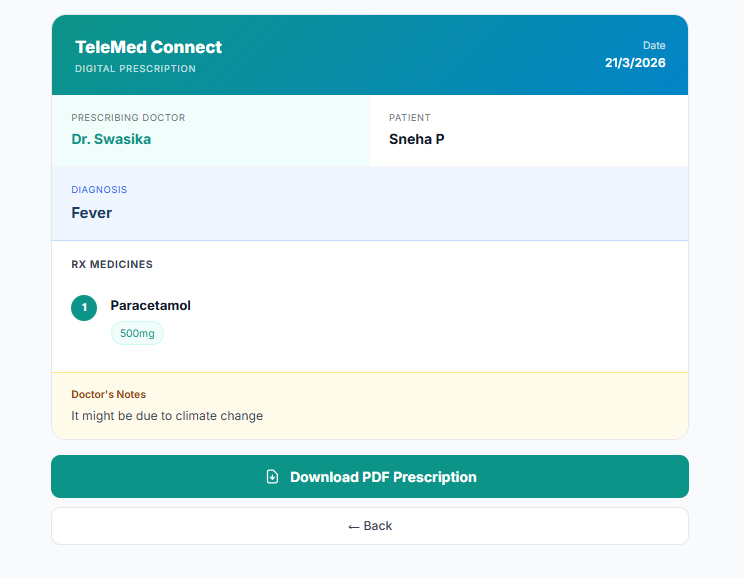 TeleMed Connect
DIGITAL PRESCRIPTION
Date
21/3/2026
PRESCRIBING DOCTOR
Dr. Swasika
PATIENT
Sneha P
DIAGNOSIS
Fever
RX MEDICINES
1
Paracetamol
500mg
Doctor's Notes
It might be due to climate change
Download PDF Prescription
← Back